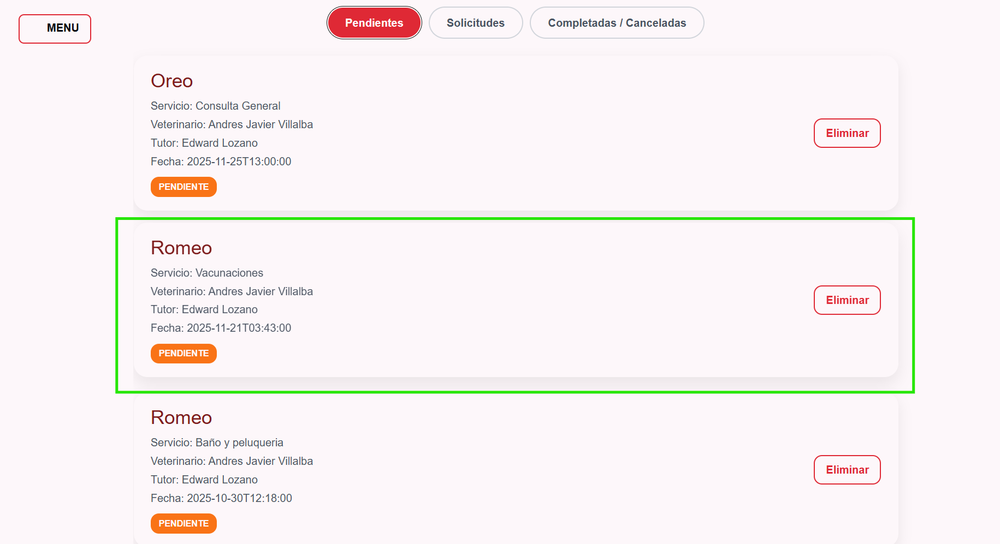 MENU
Pendientes
Solicitudes
Completadas / Canceladas
Oreo
Servicio: Consulta General
Veterinario: Andres Javier Villalba
Tutor: Edward Lozano
Fecha: 2025-11-25T13:00:00
PENDIENTE
Eliminar
Romeo
Servicio: Vacunaciones
Veterinario: Andres Javier Villalba
Tutor: Edward Lozano
Fecha: 2025-11-21T03:43:00
PENDIENTE
Eliminar
Romeo
Servicio: Baño y peluqueria
Veterinario: Andres Javier Villalba
Tutor: Edward Lozano
Fecha: 2025-10-30T12:18:00
PENDIENTE
Eliminar